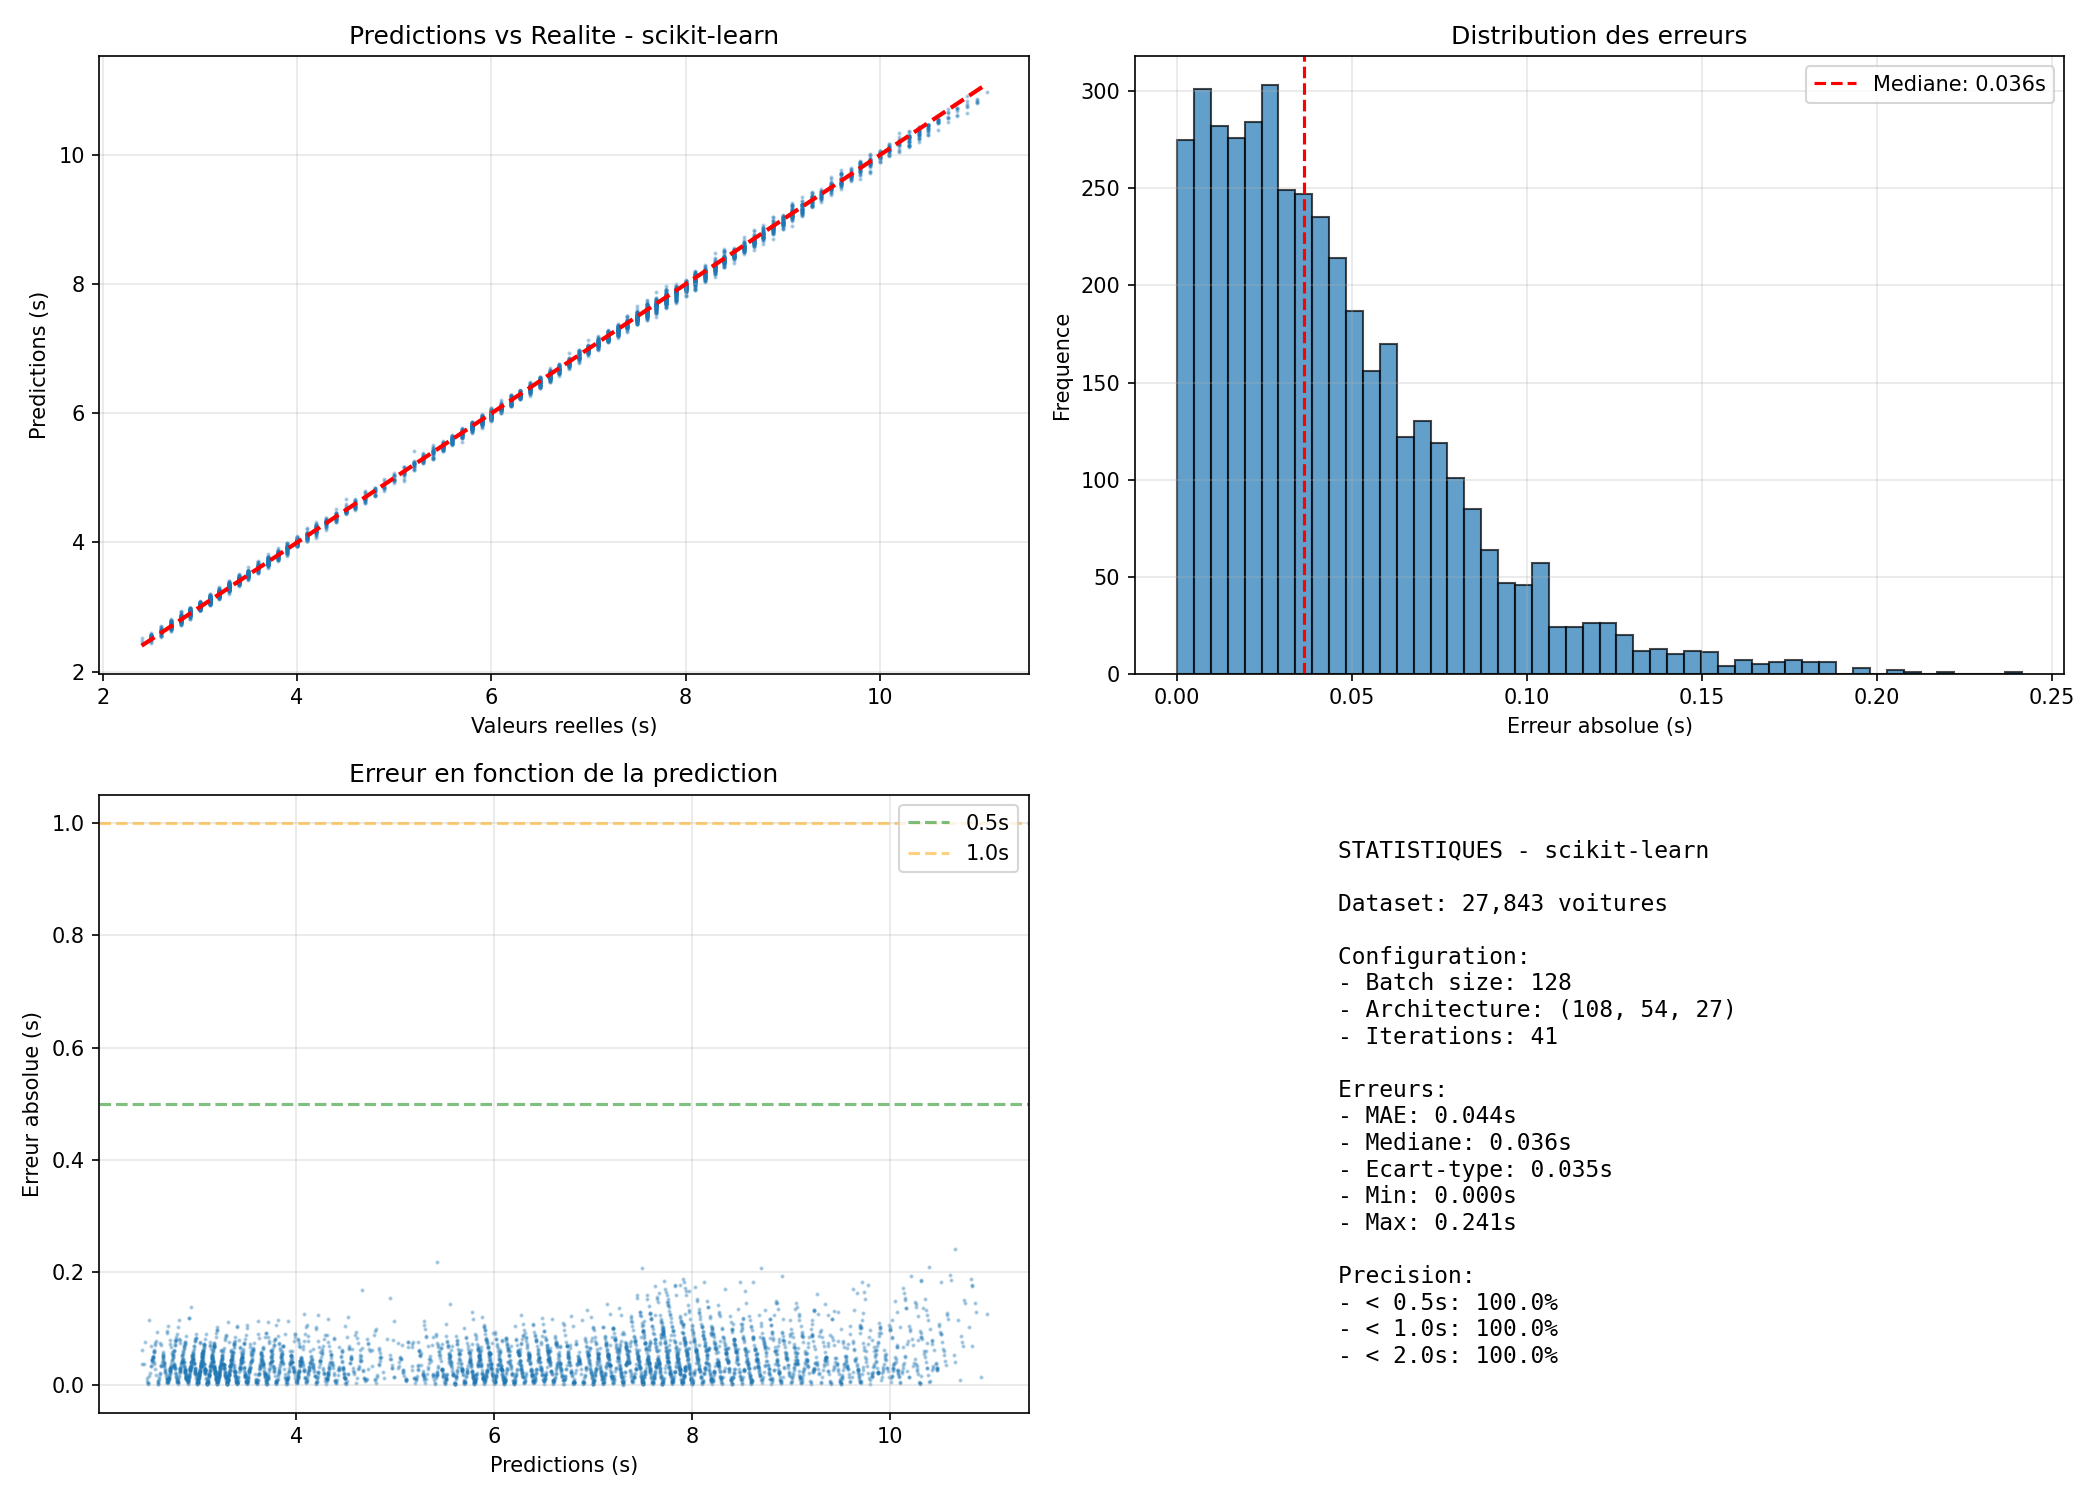 Predictions vs Realite - scikit-learn
Predictions (s)
10
8
6
4
2
2
4
6
8
10
Valeurs reelles (s)
Distribution des erreurs
Mediane: 0.036s
Frequence
300
250
200
150
100
50
0
0.00
0.05
0.10
0.15
0.20
0.25
Erreur absolue (s)
Erreur en fonction de la prediction
0.5s
1.0s
Erreur absolue (s)
1.0
0.8
0.6
0.4
0.2
0.0
4
6
8
10
Predictions (s)
STATISTIQUES - scikit-learn
Dataset: 27,843 voitures
Configuration:
- Batch size: 128
- Architecture: (108, 54, 27)
- Iterations: 41
Erreurs:
- MAE: 0.044s
- Mediane: 0.036s
- Ecart-type: 0.035s
- Min: 0.000s
- Max: 0.241s
Precision:
- < 0.5s: 100.0%
- < 1.0s: 100.0%
- < 2.0s: 100.0%